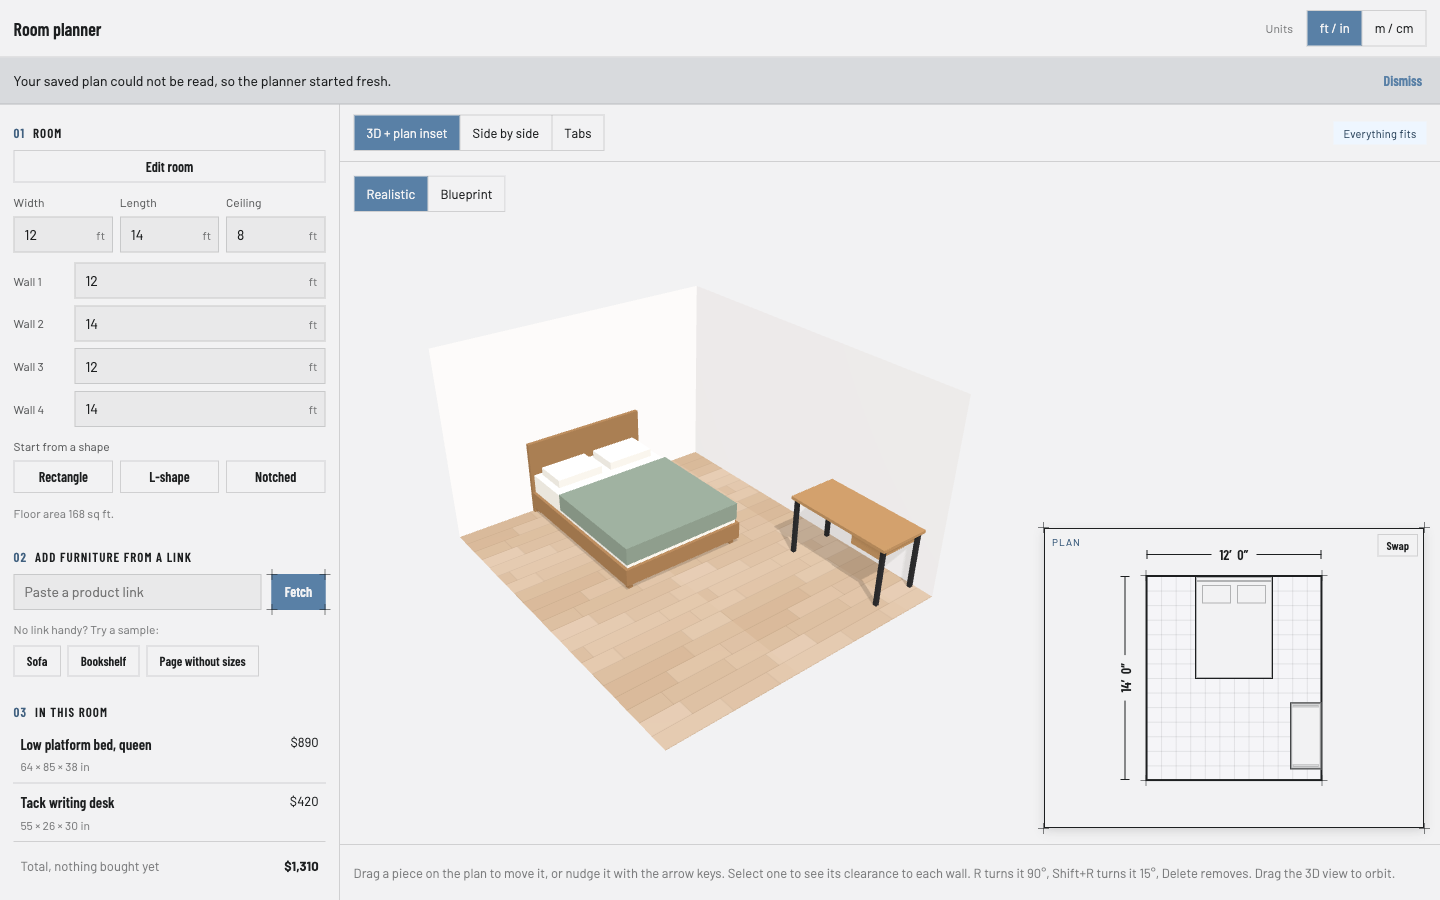 Room planner
Units
ft / in
m / cm
Your saved plan could not be read, so the planner started fresh.
Dismiss
01 ROOM
Edit room
Width
Length
Ceiling
12 ft
14 ft
8 ft
Wall 1
12 ft
Wall 2
14 ft
Wall 3
12 ft
Wall 4
14 ft
Start from a shape
Rectangle
L-shape
Notched
Floor area 168 sq ft.
02 ADD FURNITURE FROM A LINK
Paste a product link
Fetch
No link handy? Try a sample:
Sofa
Bookshelf
Page without sizes
03 IN THIS ROOM
Low platform bed, queen
$890
64 × 85 × 38 in
Tack writing desk
$420
55 × 26 × 30 in
Total, nothing bought yet
$1,310
3D + plan inset
Side by side
Tabs
Everything fits
Realistic
Blueprint
PLAN
Swap
12′ 0″
14′ 0″
Drag a piece on the plan to move it, or nudge it with the arrow keys. Select one to see its clearance to each wall. R turns it 90°, Shift+R turns it 15°, Delete removes. Drag the 3D view to orbit.